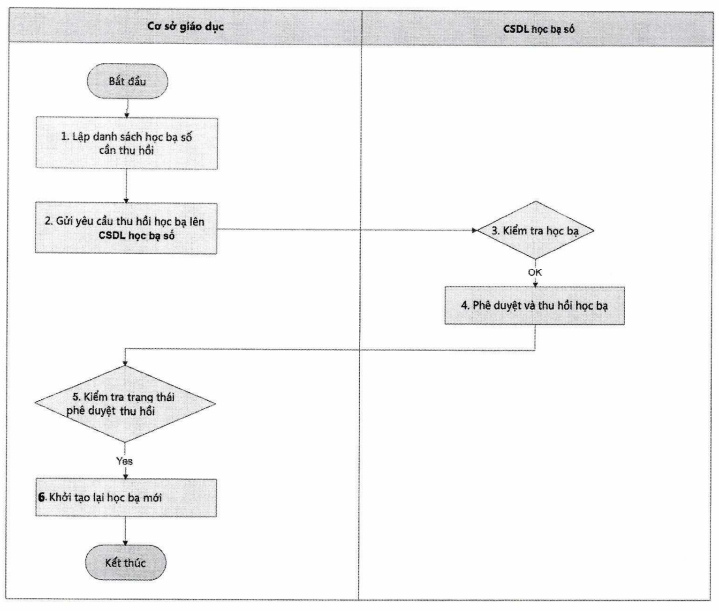 Cơ sở giáo dục
CSDL học bạ số
Bắt đầu
1. Lập danh sách học bạ số
cần thu hồi
2. Gửi yêu cầu thu hồi học bạ lên
CSDL học bạ số
3. Kiểm tra học bạ
OK
4. Phê duyệt và thu hồi học bạ
5. Kiểm tra trạng thái
phê duyệt thu hồi
Yes
6. Khởi tạo lại học bạ mới
Kết thúc